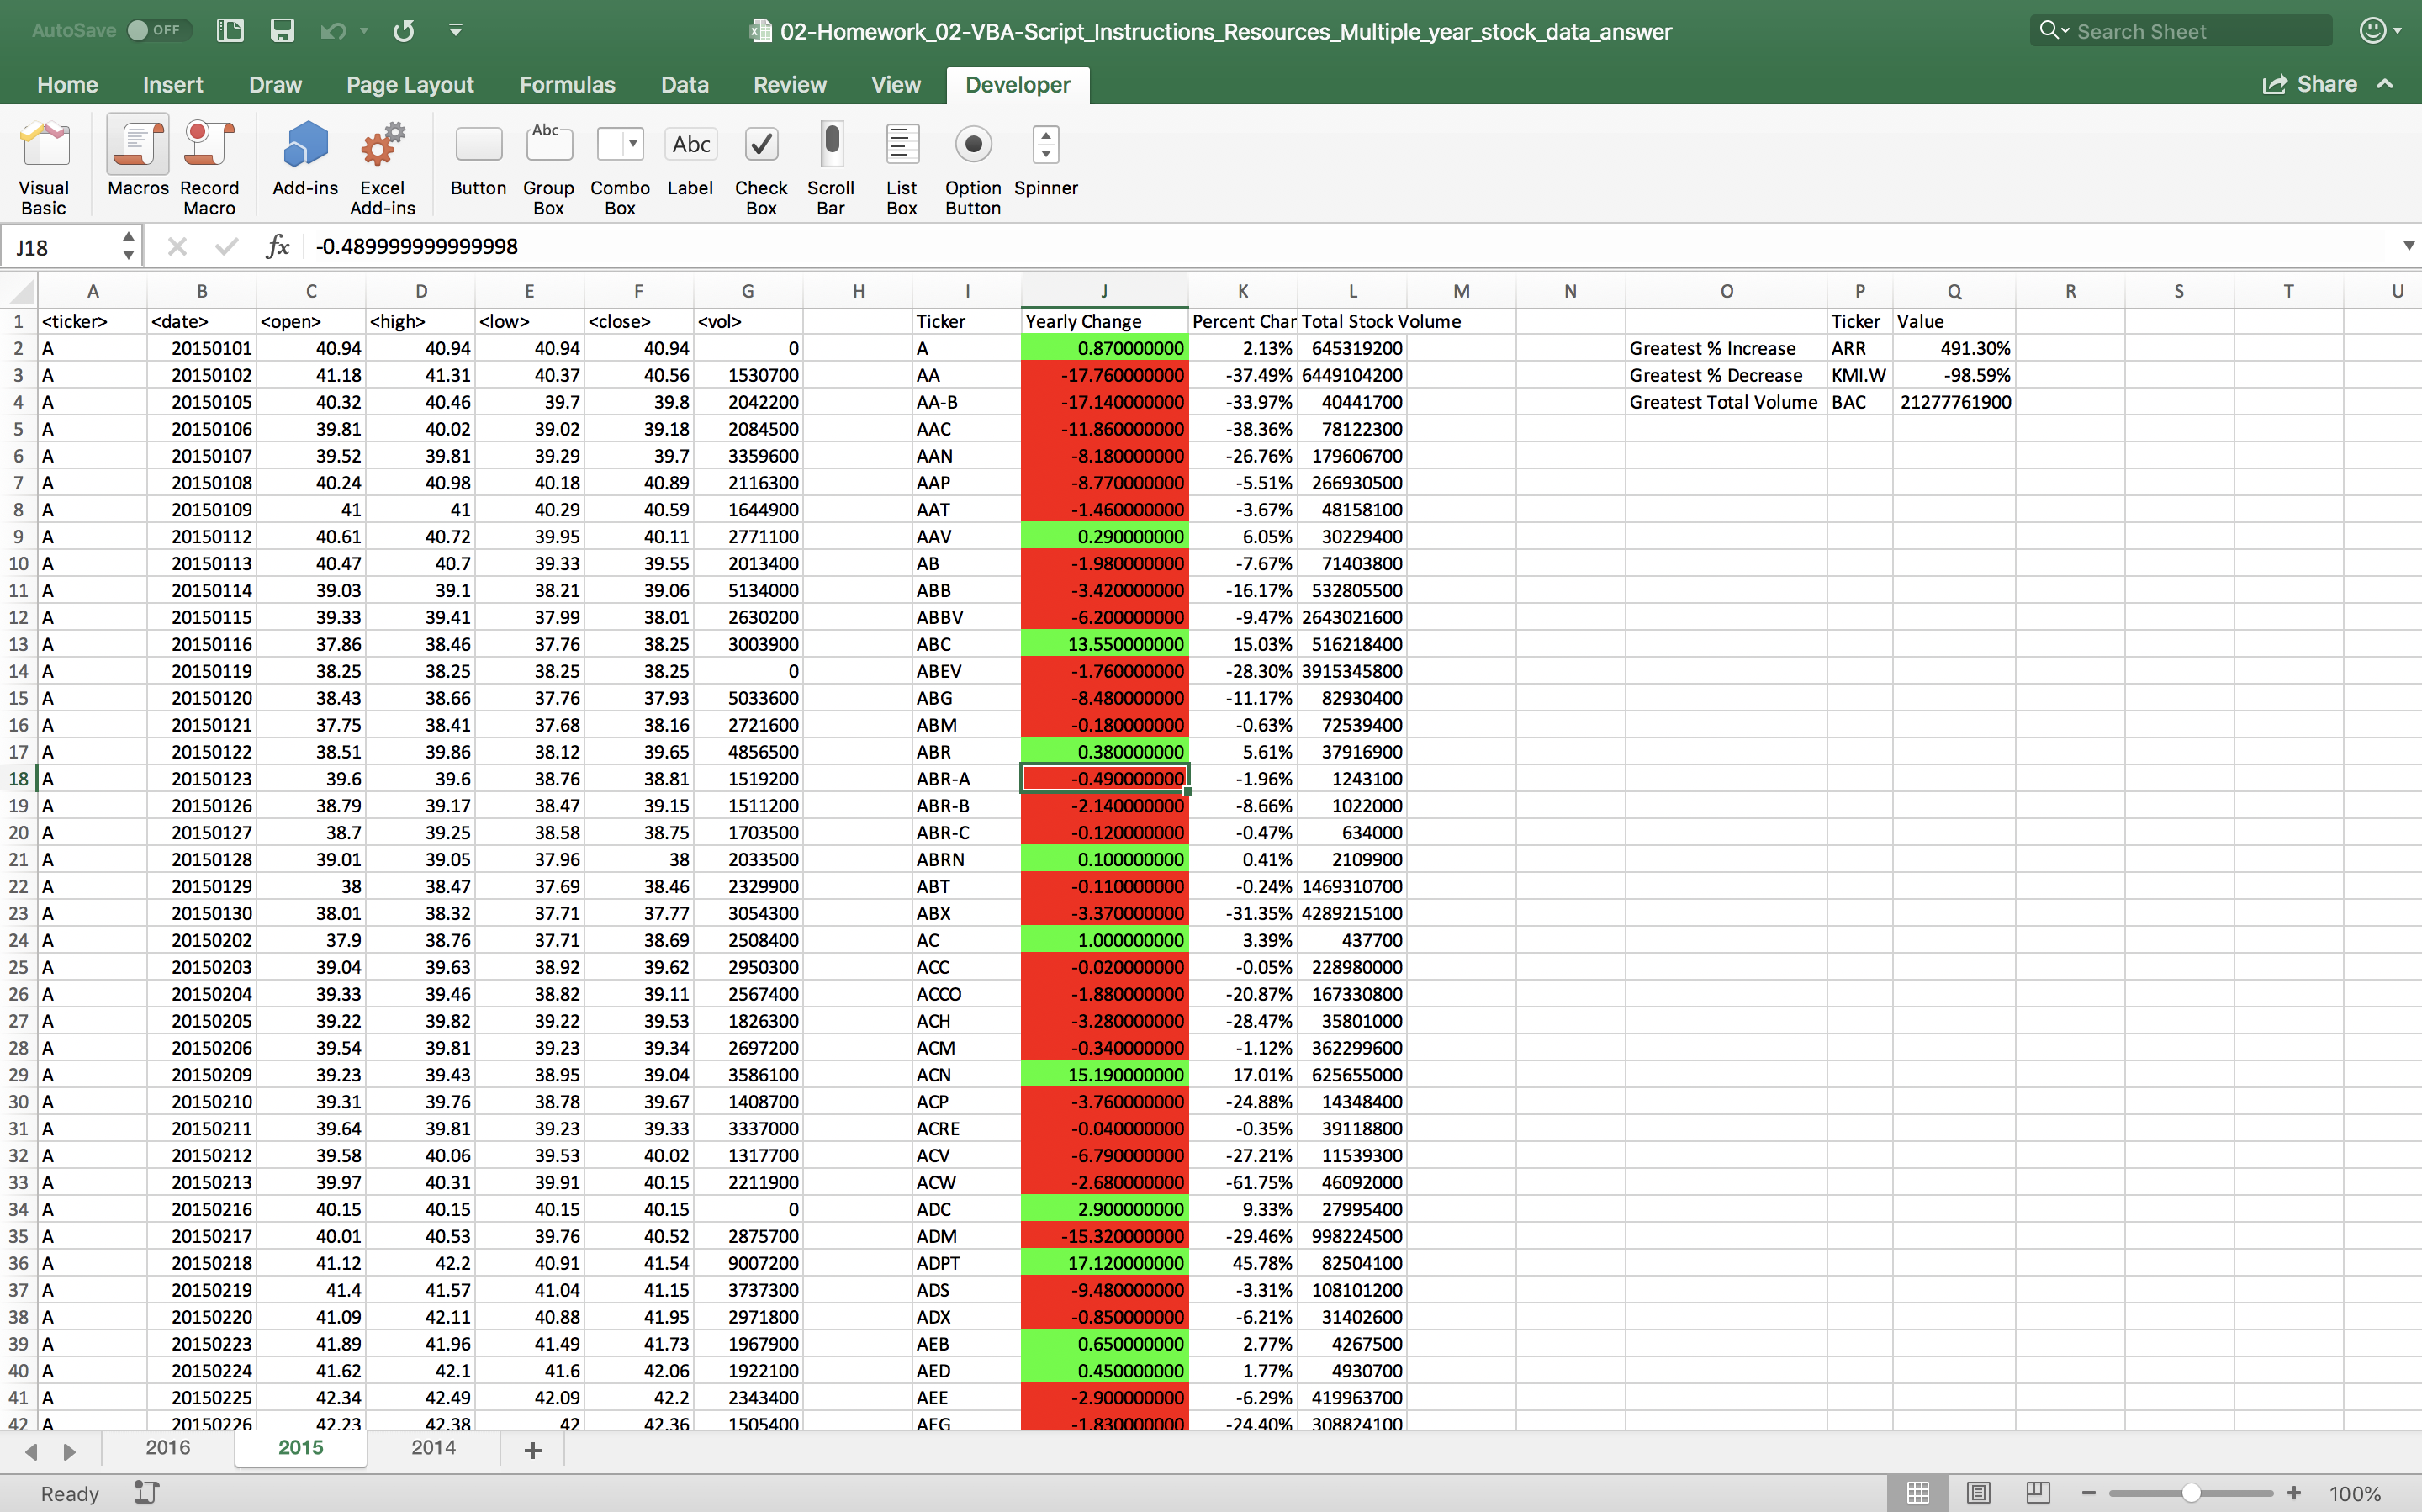 AutoSave OFF 02-Homework_02-VBA-Script_Instructions_Resources_Multiple_year_stock_data_answer Search Sheet
Home Insert Draw Page Layout Formulas Data Review View Developer Share
Visual Basic Macros Record Macro Add-ins Excel Add-ins Button Group Box Combo Box Label Check Box Scroll Bar List Box Option Button Spinner
Abc Abc
J18 fx -0.489999999999998
A B C D E F G H I J K L M N O P Q R S T U
1 <ticker> <date> <open> <high> <low> <close> <vol> Ticker Yearly Change Percent Char Total Stock Volume Ticker Value
2 A 20150101 40.94 40.94 40.94 40.94 0 A 0.870000000 2.13% 645319200 Greatest % Increase ARR 491.30%
3 A 20150102 41.18 41.31 40.37 40.56 1530700 AA -17.760000000 -37.49% 6449104200 Greatest % Decrease KMI.W -98.59%
4 A 20150105 40.32 40.46 39.7 39.8 2042200 AA-B -17.140000000 -33.97% 40441700 Greatest Total Volume BAC 21277761900
5 A 20150106 39.81 40.02 39.02 39.18 2084500 AAC -11.860000000 -38.36% 78122300
6 A 20150107 39.52 39.81 39.29 39.7 3359600 AAN -8.180000000 -26.76% 179606700
7 A 20150108 40.24 40.98 40.18 40.89 2116300 AAP -8.770000000 -5.51% 266930500
8 A 20150109 41 41 40.29 40.59 1644900 AAT -1.460000000 -3.67% 48158100
9 A 20150112 40.61 40.72 39.95 40.11 2771100 AAV 0.290000000 6.05% 30229400
10 A 20150113 40.47 40.7 39.33 39.55 2013400 AB -1.980000000 -7.67% 71403800
11 A 20150114 39.03 39.1 38.21 39.06 5134000 ABB -3.420000000 -16.17% 532805500
12 A 20150115 39.33 39.41 37.99 38.01 2630200 ABBV -6.200000000 -9.47% 2643021600
13 A 20150116 37.86 38.46 37.76 38.25 3003900 ABC 13.550000000 15.03% 516218400
14 A 20150119 38.25 38.25 38.25 38.25 0 ABEV -1.760000000 -28.30% 3915345800
15 A 20150120 38.43 38.66 37.76 37.93 5033600 ABG -8.480000000 -11.17% 82930400
16 A 20150121 37.75 38.41 37.68 38.16 2721600 ABM -0.180000000 -0.63% 72539400
17 A 20150122 38.51 39.86 38.12 39.65 4856500 ABR 0.380000000 5.61% 37916900
18 A 20150123 39.6 39.6 38.76 38.81 1519200 ABR-A -0.490000000 -1.96% 1243100
19 A 20150126 38.79 39.17 38.47 39.15 1511200 ABR-B -2.140000000 -8.66% 1022000
20 A 20150127 38.7 39.25 38.58 38.75 1703500 ABR-C -0.120000000 -0.47% 634000
21 A 20150128 39.01 39.05 37.96 38 2033500 ABRN 0.100000000 0.41% 2109900
22 A 20150129 38 38.47 37.69 38.46 2329900 ABT -0.110000000 -0.24% 1469310700
23 A 20150130 38.01 38.32 37.71 37.77 3054300 ABX -3.370000000 -31.35% 4289215100
24 A 20150202 37.9 38.76 37.71 38.69 2508400 AC 1.000000000 3.39% 437700
25 A 20150203 39.04 39.63 38.92 39.62 2950300 ACC -0.020000000 -0.05% 228980000
26 A 20150204 39.33 39.46 38.82 39.11 2567400 ACCO -1.880000000 -20.87% 167330800
27 A 20150205 39.22 39.82 39.22 39.53 1826300 ACH -3.280000000 -28.47% 35801000
28 A 20150206 39.54 39.81 39.23 39.34 2697200 ACM -0.340000000 -1.12% 362299600
29 A 20150209 39.23 39.43 38.95 39.04 3586100 ACN 15.190000000 17.01% 625655000
30 A 20150210 39.31 39.76 38.78 39.67 1408700 ACP -3.760000000 -24.88% 14348400
31 A 20150211 39.64 39.81 39.23 39.33 3337000 ACRE -0.040000000 -0.35% 39118800
32 A 20150212 39.58 40.06 39.53 40.02 1317700 ACV -6.790000000 -27.21% 11539300
33 A 20150213 39.97 40.31 39.91 40.15 2211900 ACW -2.680000000 -61.75% 46092000
34 A 20150216 40.15 40.15 40.15 40.15 0 ADC 2.900000000 9.33% 27995400
35 A 20150217 40.01 40.53 39.76 40.52 2875700 ADM -15.320000000 -29.46% 998224500
36 A 20150218 41.12 42.2 40.91 41.54 9007200 ADPT 17.120000000 45.78% 82504100
37 A 20150219 41.4 41.57 41.04 41.15 3737300 ADS -9.480000000 -3.31% 108101200
38 A 20150220 41.09 42.11 40.88 41.95 2971800 ADX -0.850000000 -6.21% 31402600
39 A 20150223 41.89 41.96 41.49 41.73 1967900 AEB 0.650000000 2.77% 4267500
40 A 20150224 41.62 42.1 41.6 42.06 1922100 AED 0.450000000 1.77% 4930700
41 A 20150225 42.34 42.49 42.09 42.2 2343400 AEE -2.900000000 -6.29% 419963700
42 A 20150226 42.23 42.38 42 42.36 1505400 AEG -1.830000000 -24.40% 308824100
2016 2015 2014 +
Ready 100%